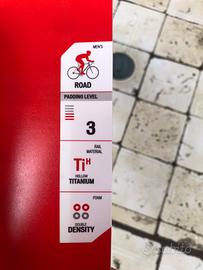 MEN'S
ROAD
PADDING LEVEL
3
RAIL
MATERIAL
TiH
HOLLOW
TITANIUM
FOAM
DOUBLE
DENSITY